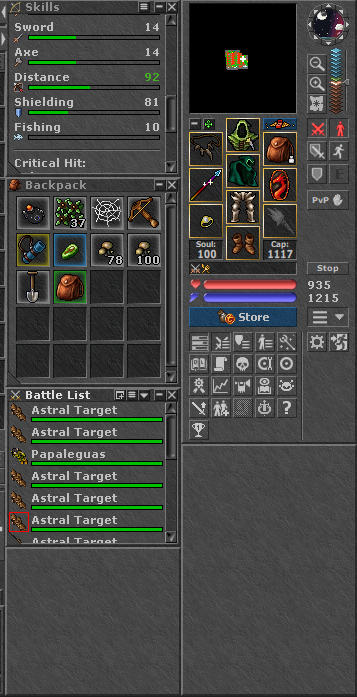 Skills
Sword 14
Axe 14
Distance 92
Shielding 81
Fishing 10
Critical Hit:
Backpack
37
78
100
Battle List
Astral Target
Astral Target
Papaleguas
Astral Target
Astral Target
Astral Target
Astral Target
Soul:
100
Cap:
1117
PvP
Stop
935
1215
Store